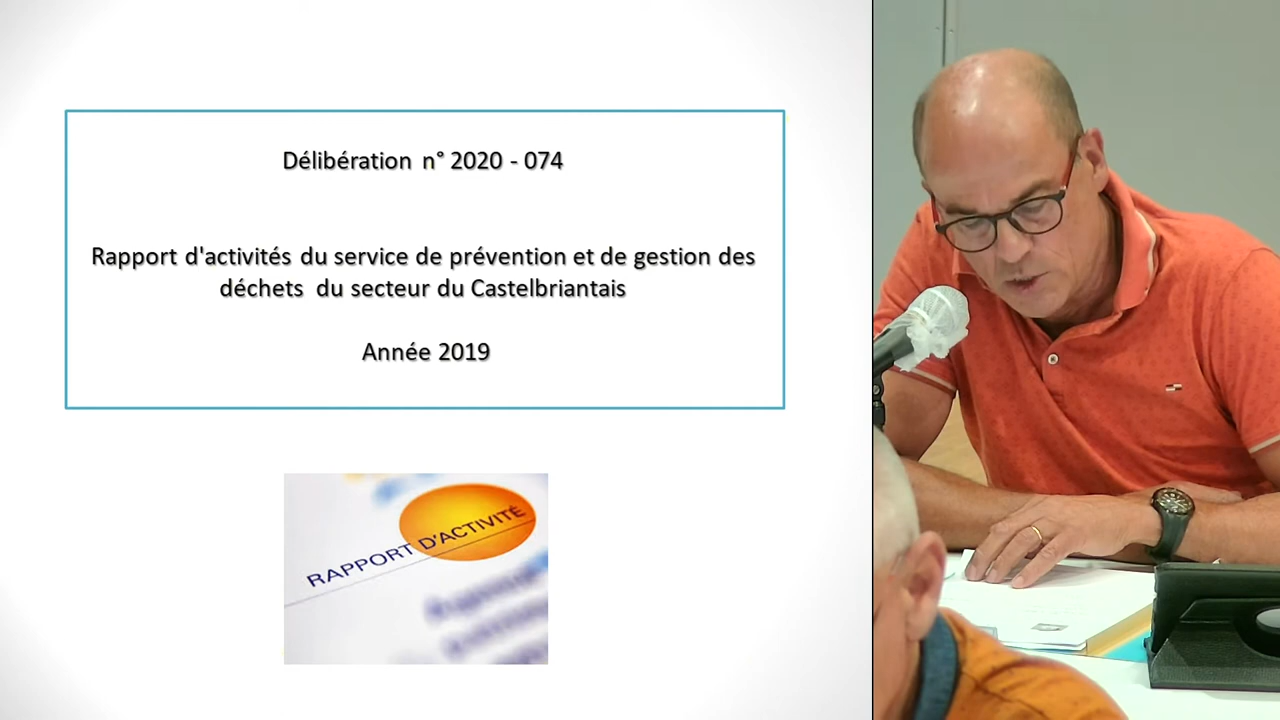 Délibération n° 2020 - 074
Rapport d'activités du service de prévention et de gestion des
déchets du secteur du Castelbriantais
Année 2019
RAPPORT D'ACTIVITÉ